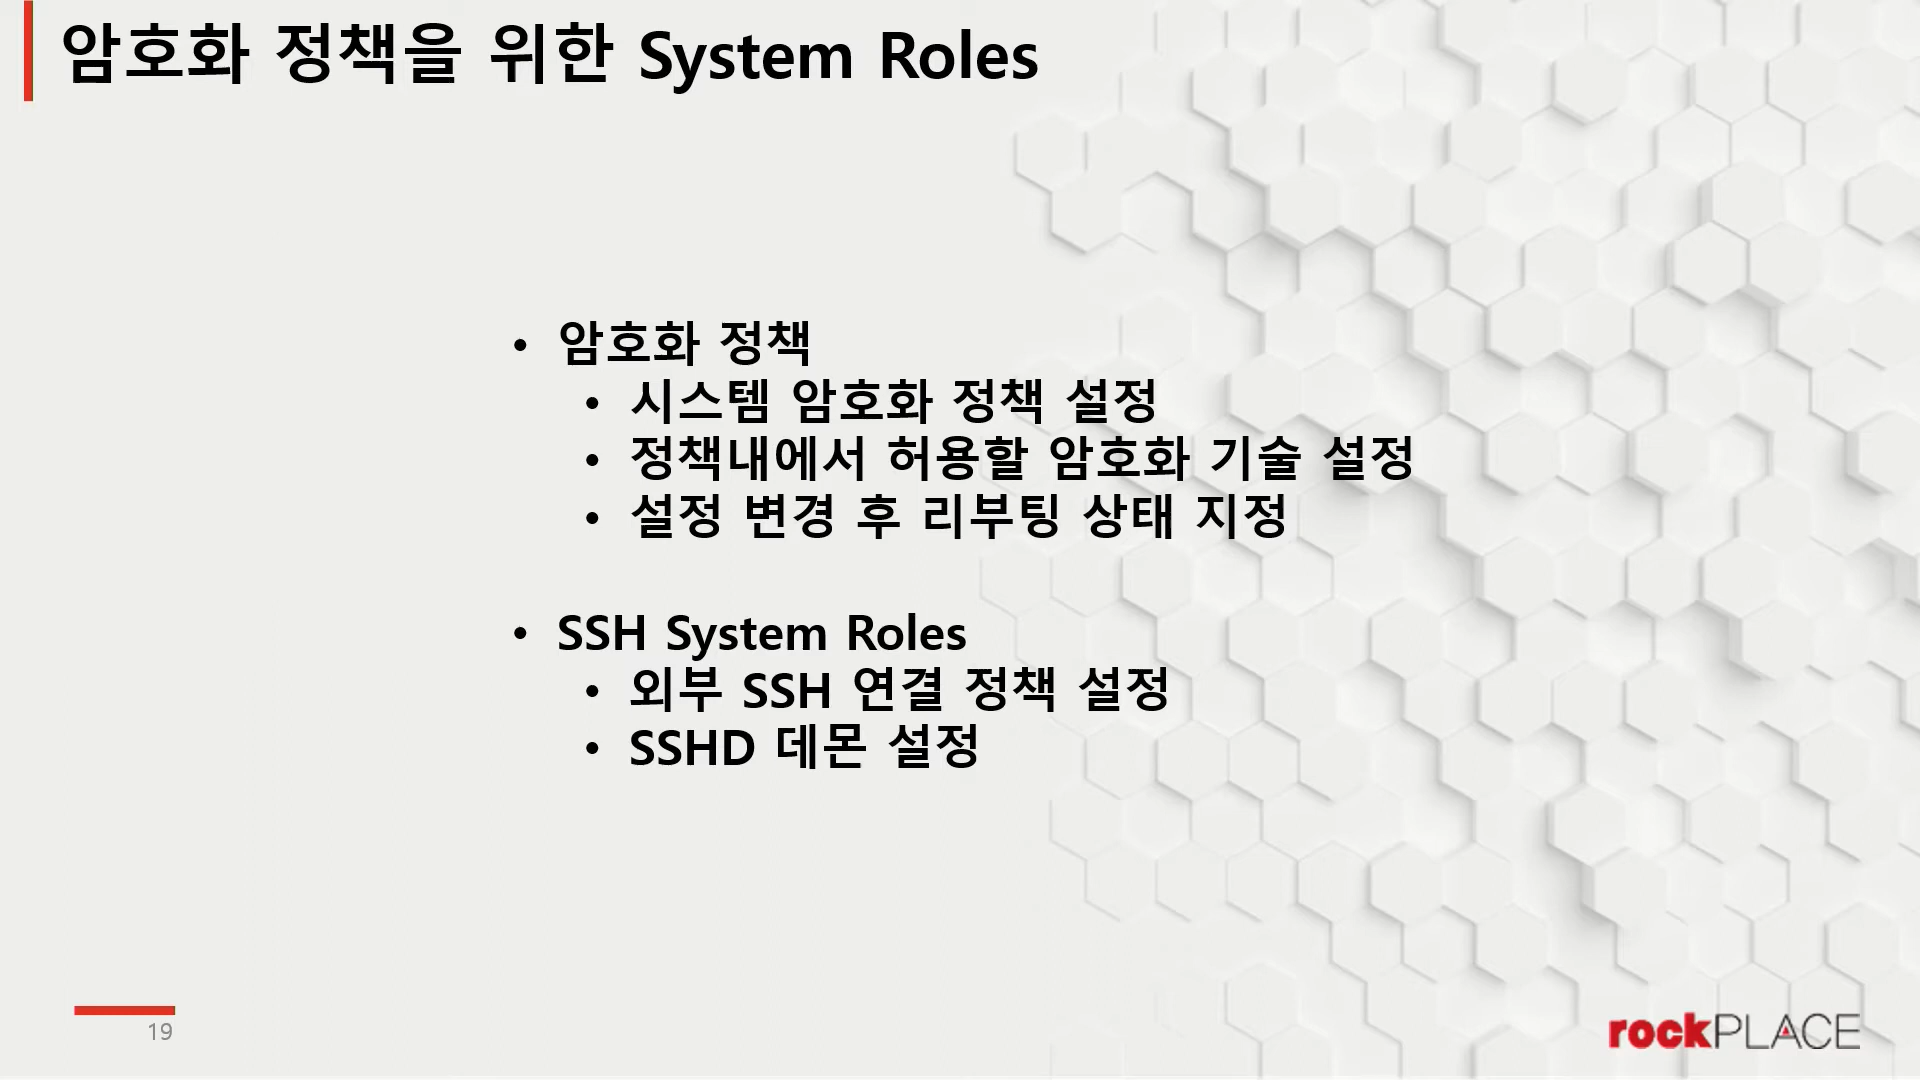 암호화 정책을 위한 System Roles
• 암호화 정책
• 시스템 암호화 정책 설정
• 정책내에서 허용할 암호화 기술 설정
• 설정 변경 후 리부팅 상태 지정
• SSH System Roles
• 외부 SSH 연결 정책 설정
• SSHD 데몬 설정
19
rockPLACE